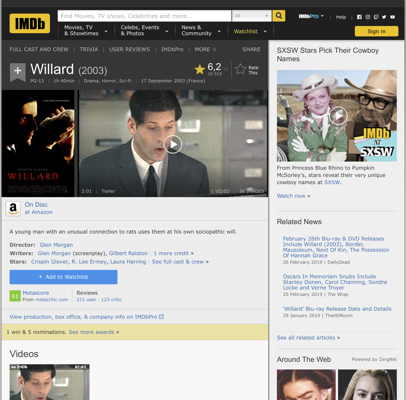 IMDb
Find Movies, TV shows, Celebrities and more...
All
IMDbPro
Help
Movies, TV
& Showtimes
Celebs, Events
& Photos
News &
Community
Watchlist
Sign in
FULL CAST AND CREW | TRIVIA | USER REVIEWS | IMDbPro | MORE
SHARE
Willard (2003)
PG-13 | 1h 40min | Drama, Horror, Sci-Fi | 17 September 2003 (France)
6,2
Rate
This
WILLARD
2:01 | Trailer
1 VIDEO
a
On Disc
at Amazon
A young man with an unusual connection to rats uses them at his own sociopathic will.
Director: Glen Morgan
Writers: Glen Morgan (screenplay), Gilbert Ralston | 1 more credit »
Stars: Crispin Glover, R. Lee Ermey, Laura Harring | See full cast & crew »
+ Add to Watchlist
61
Metascore
From metacritic.com
Reviews
211 user | 123 critic
View production, box office, & company info on IMDbPro
1 win & 5 nominations. See more awards »
Videos
SXSW Stars Pick Their Cowboy
Names
IMDb
AT
SXSW
From Princess Blue Rhino to Pumpkin
McSorley's, stars reveal their very unique
cowboy names at SXSW.
Watch now »
Related News
February 26th Blu-ray & DVD Releases
Include Willard (2003), Border,
Mausoleum, Next Of Kin, The Possession
Of Hannah Grace
26 February 2019 | DailyDead
Oscars In Memoriam Snubs Include
Stanley Donen, Carol Channing, Sondra
Locke and Verne Troyer
25 February 2019 | The Wrap
'Willard' Blu-ray Release Date and Details
29 January 2019 | TheHDRoom
See all related articles »
Around The Web
Powered by ZergNet